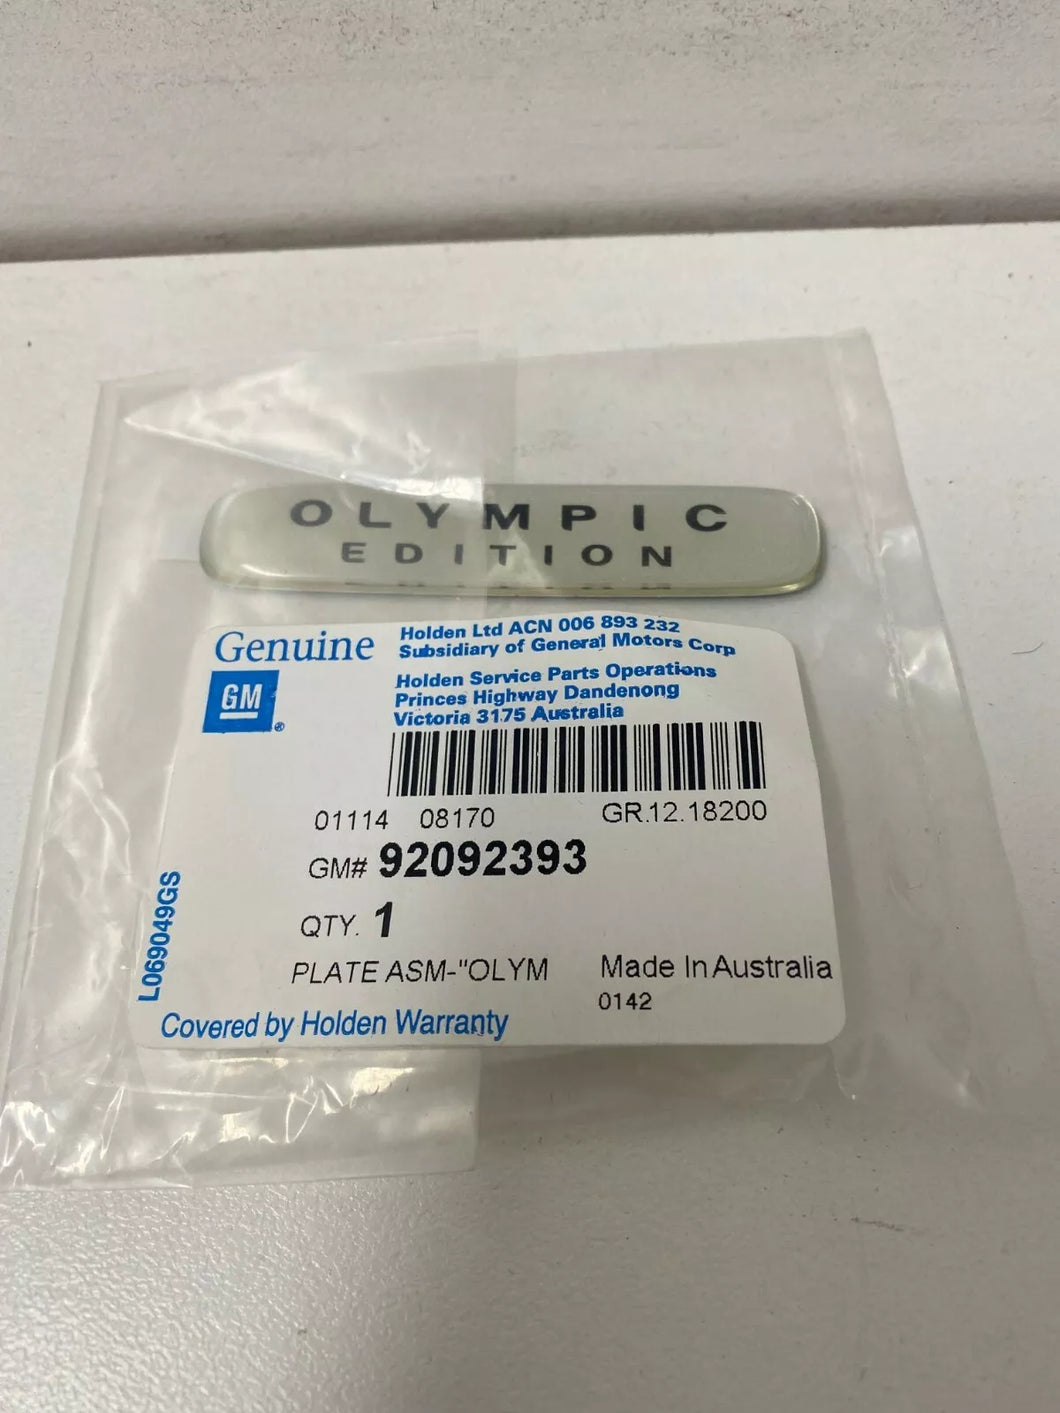 OLYMPIC
EDITION
Genuine
GM
®
Holden Ltd ACN 006 893 232
Subsidiary of General Motors Corp
Holden Service Parts Operations
Princes Highway Dandenong
Victoria 3175 Australia
01114 08170 GR.12.18200
GM# 92092393
QTY. 1
PLATE ASM-"OLYM Made In Australia
0142
L069049GS
Covered by Holden Warranty